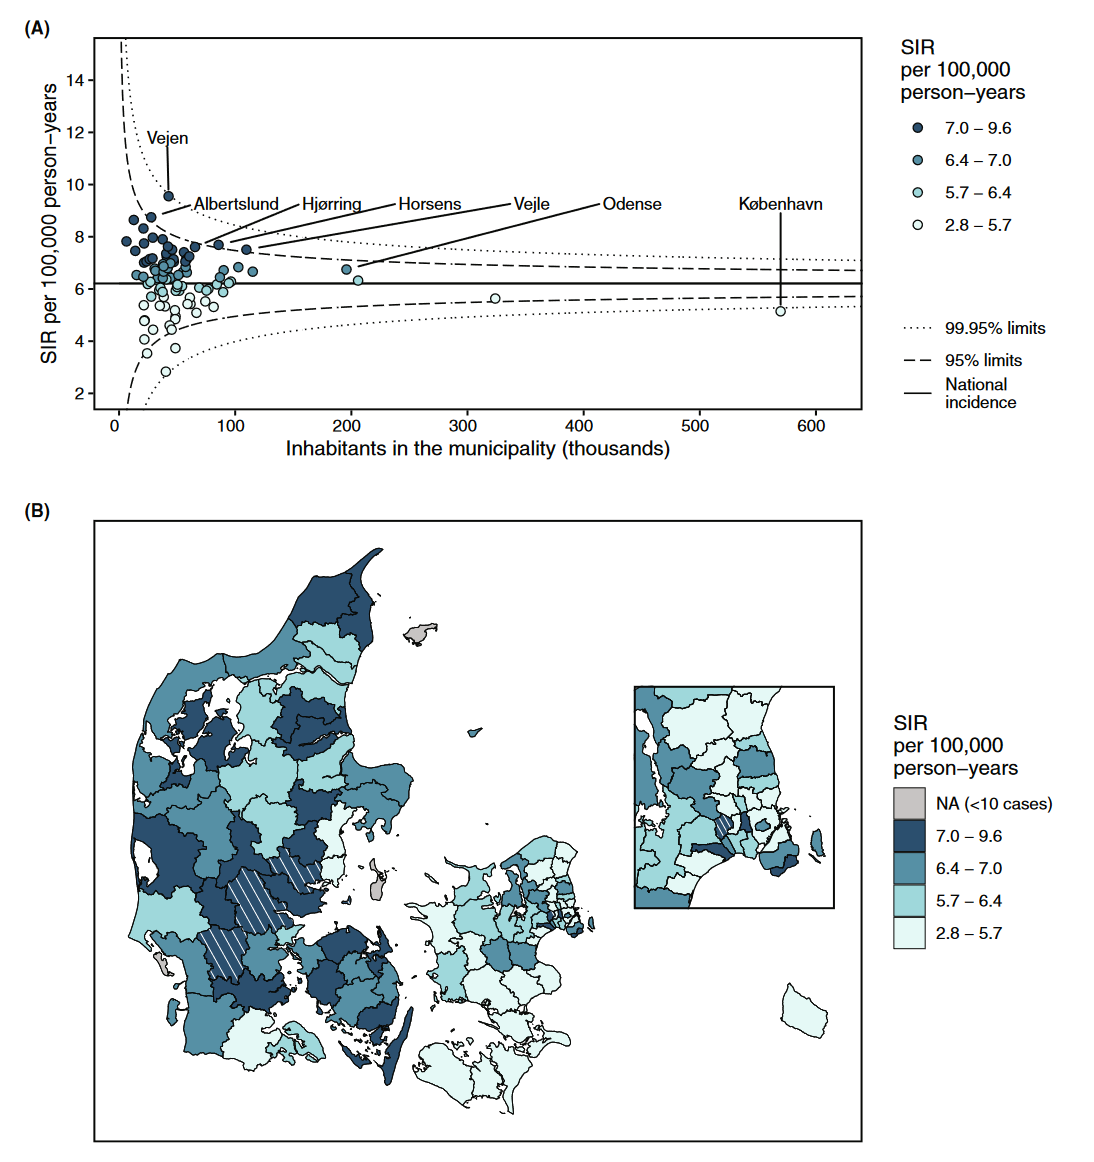 (A)
SIR per 100,000 person−years
14
12
10
8
6
4
2
Vejen
Albertslund
Hjørring
Horsens
Vejle
Odense
København
0
100
200
300
400
500
600
Inhabitants in the municipality (thousands)
SIR
per 100,000
person−years
7.0 − 9.6
6.4 − 7.0
5.7 − 6.4
2.8 − 5.7
99.95% limits
95% limits
National
incidence
(B)
SIR
per 100,000
person−years
NA (<10 cases)
7.0 − 9.6
6.4 − 7.0
5.7 − 6.4
2.8 − 5.7